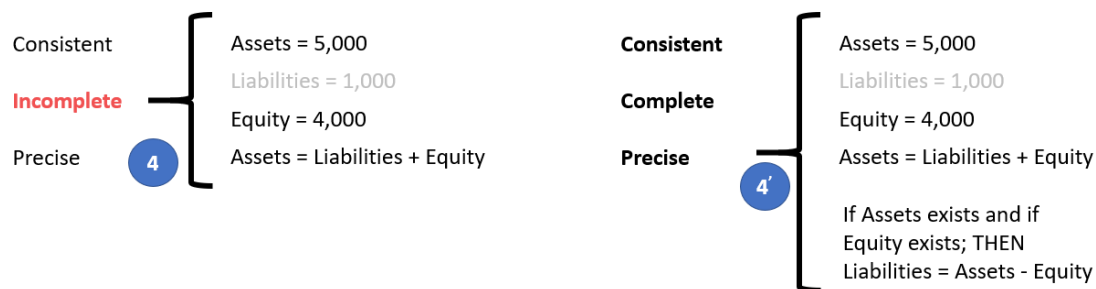 Consistent
Incomplete
Precise
4
Assets = 5,000
Liabilities = 1,000
Equity = 4,000
Assets = Liabilities + Equity
Consistent
Complete
Precise
4′
Assets = 5,000
Liabilities = 1,000
Equity = 4,000
Assets = Liabilities + Equity
If Assets exists and if
Equity exists; THEN
Liabilities = Assets - Equity